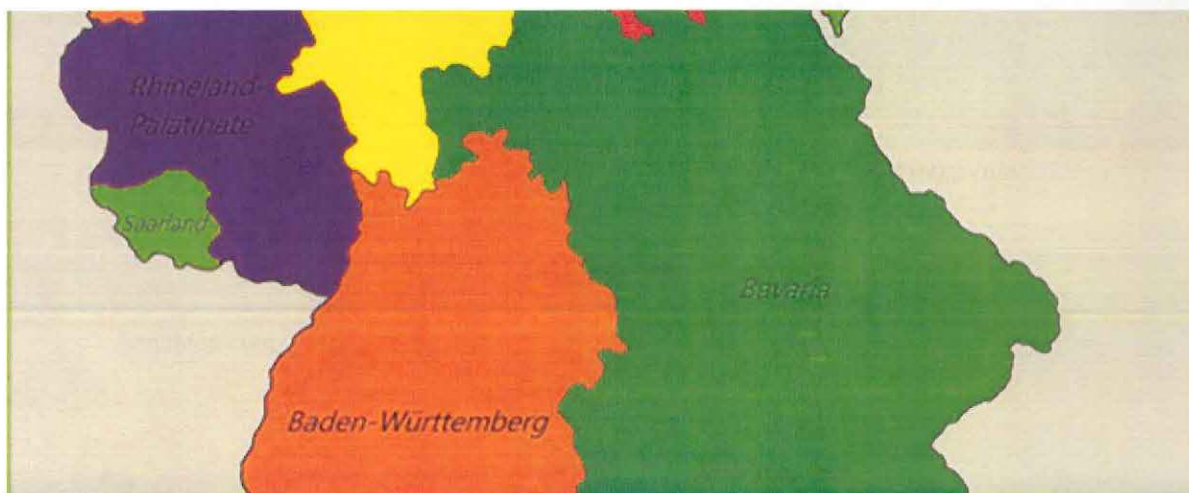 Rhineland-
Palatinate
Saarland
Bavaria
Baden-Württemberg